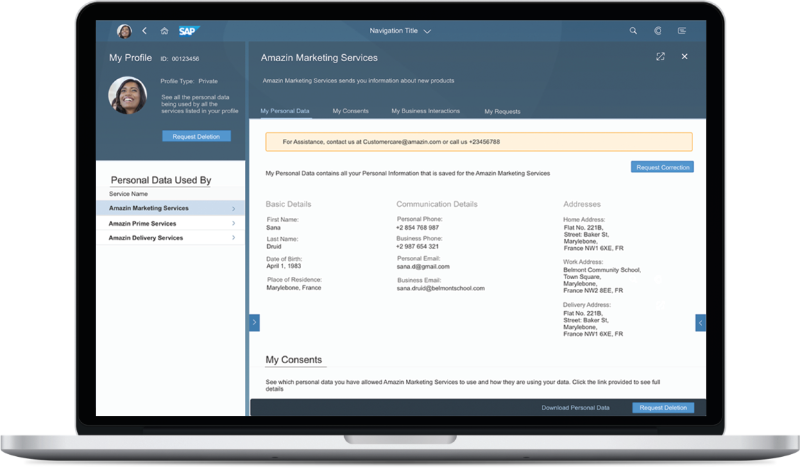 SAP
Navigation Title
My Profile ID: 00123456
Profile Type: Private
See all the personal data
being used by all the
services listed in your profile
Request Deletion
Personal Data Used By
Service Name
Amazin Marketing Services
Amazin Prime Services
Amazin Delivery Services
Amazin Marketing Services
Amazin Marketing Services sends you information about new products
My Personal Data My Consents My Business Interactions My Requests
For Assistance, contact us at Customercare@amazin.com or call us +23456788
Request Correction
My Personal Data contains all your Personal Information that is saved for the Amazin Marketing Services
Basic Details
First Name:
Sana
Last Name:
Druid
Date of Birth:
April 1, 1983
Place of Residence:
Marylebone, France
Communication Details
Personal Phone:
+2 854 768 987
Business Phone:
+2 987 654 321
Personal Email:
sana.d@gmail.com
Business Email:
sana.druid@belmontschool.com
Addresses
Home Address:
Flat No. 221B,
Street: Baker St,
Marylebone,
France NW1 6XE, FR
Work Address:
Belmont Community School,
Town Square,
Marylebone,
France NW2 8EE, FR
Delivery Address:
Flat No. 221B,
Street: Baker St,
Marylebone,
France NW1 6XE, FR
My Consents
See which personal data you have allowed Amazin Marketing Services to use and how they are using your data. Click the link provided to see full
details
Download Personal Data Request Deletion